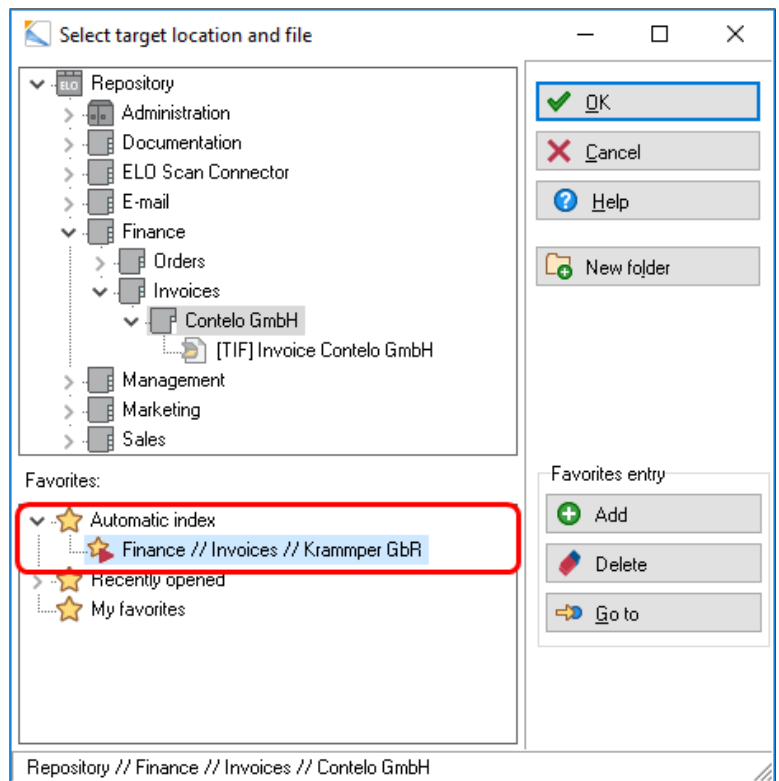 Select target location and file
ELO Repository
Administration
Documentation
ELO Scan Connector
E-mail
Finance
Orders
Invoices
Contelo GmbH
[TIF] Invoice Contelo GmbH
Management
Marketing
Sales
OK
Cancel
Help
New folder
Favorites:
Automatic index
Finance // Invoices // Krammper GbR
Recently opened
My favorites
Favorites entry
Add
Delete
Go to
Repository // Finance // Invoices // Contelo GmbH